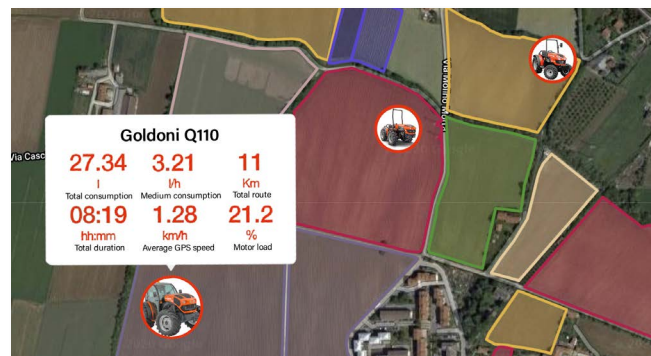 Goldoni Q110
27.34 3.21 11
l l/h Km
Total consumption Medium consumption Total route
08:19 1.28 21.2
hh:mm km/h %
Total duration Average GPS speed Motor load
Via Casc
Via Molino Motta